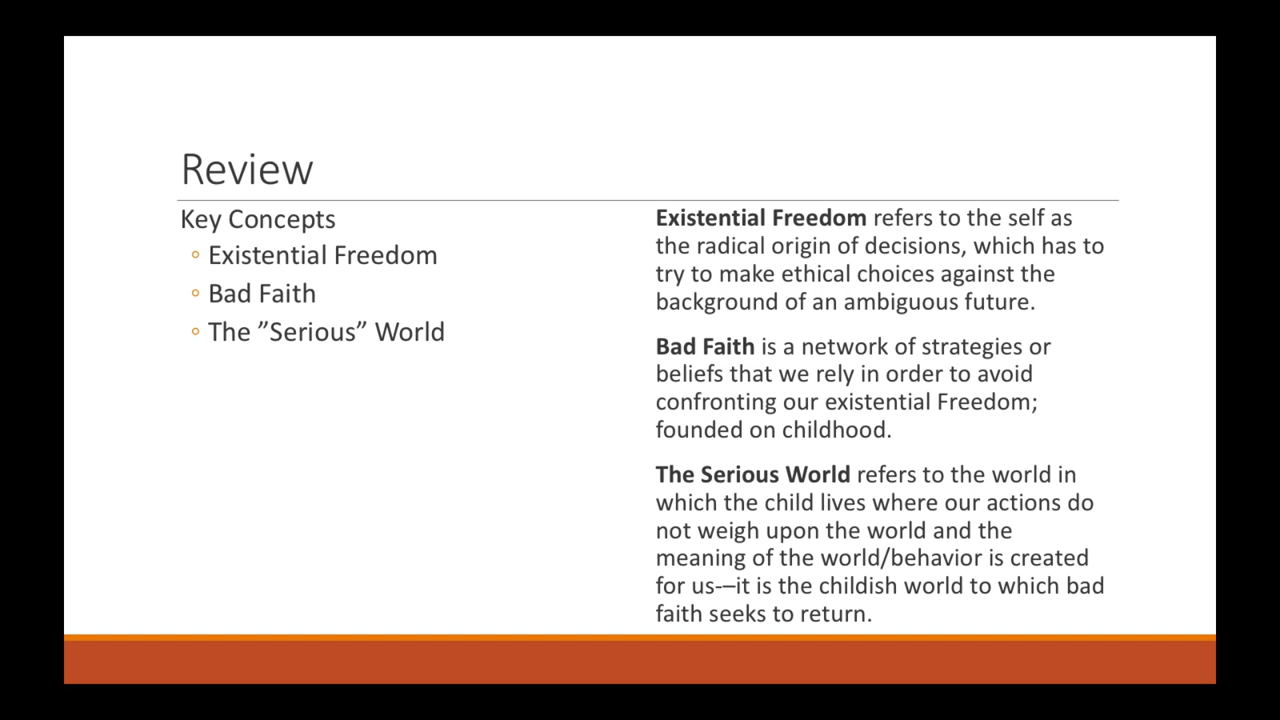 Review
Key Concepts
◦ Existential Freedom
◦ Bad Faith
◦ The ”Serious” World
Existential Freedom refers to the self as
the radical origin of decisions, which has to
try to make ethical choices against the
background of an ambiguous future.
Bad Faith is a network of strategies or
beliefs that we rely in order to avoid
confronting our existential Freedom;
founded on childhood.
The Serious World refers to the world in
which the child lives where our actions do
not weigh upon the world and the
meaning of the world/behavior is created
for us-–it is the childish world to which bad
faith seeks to return.